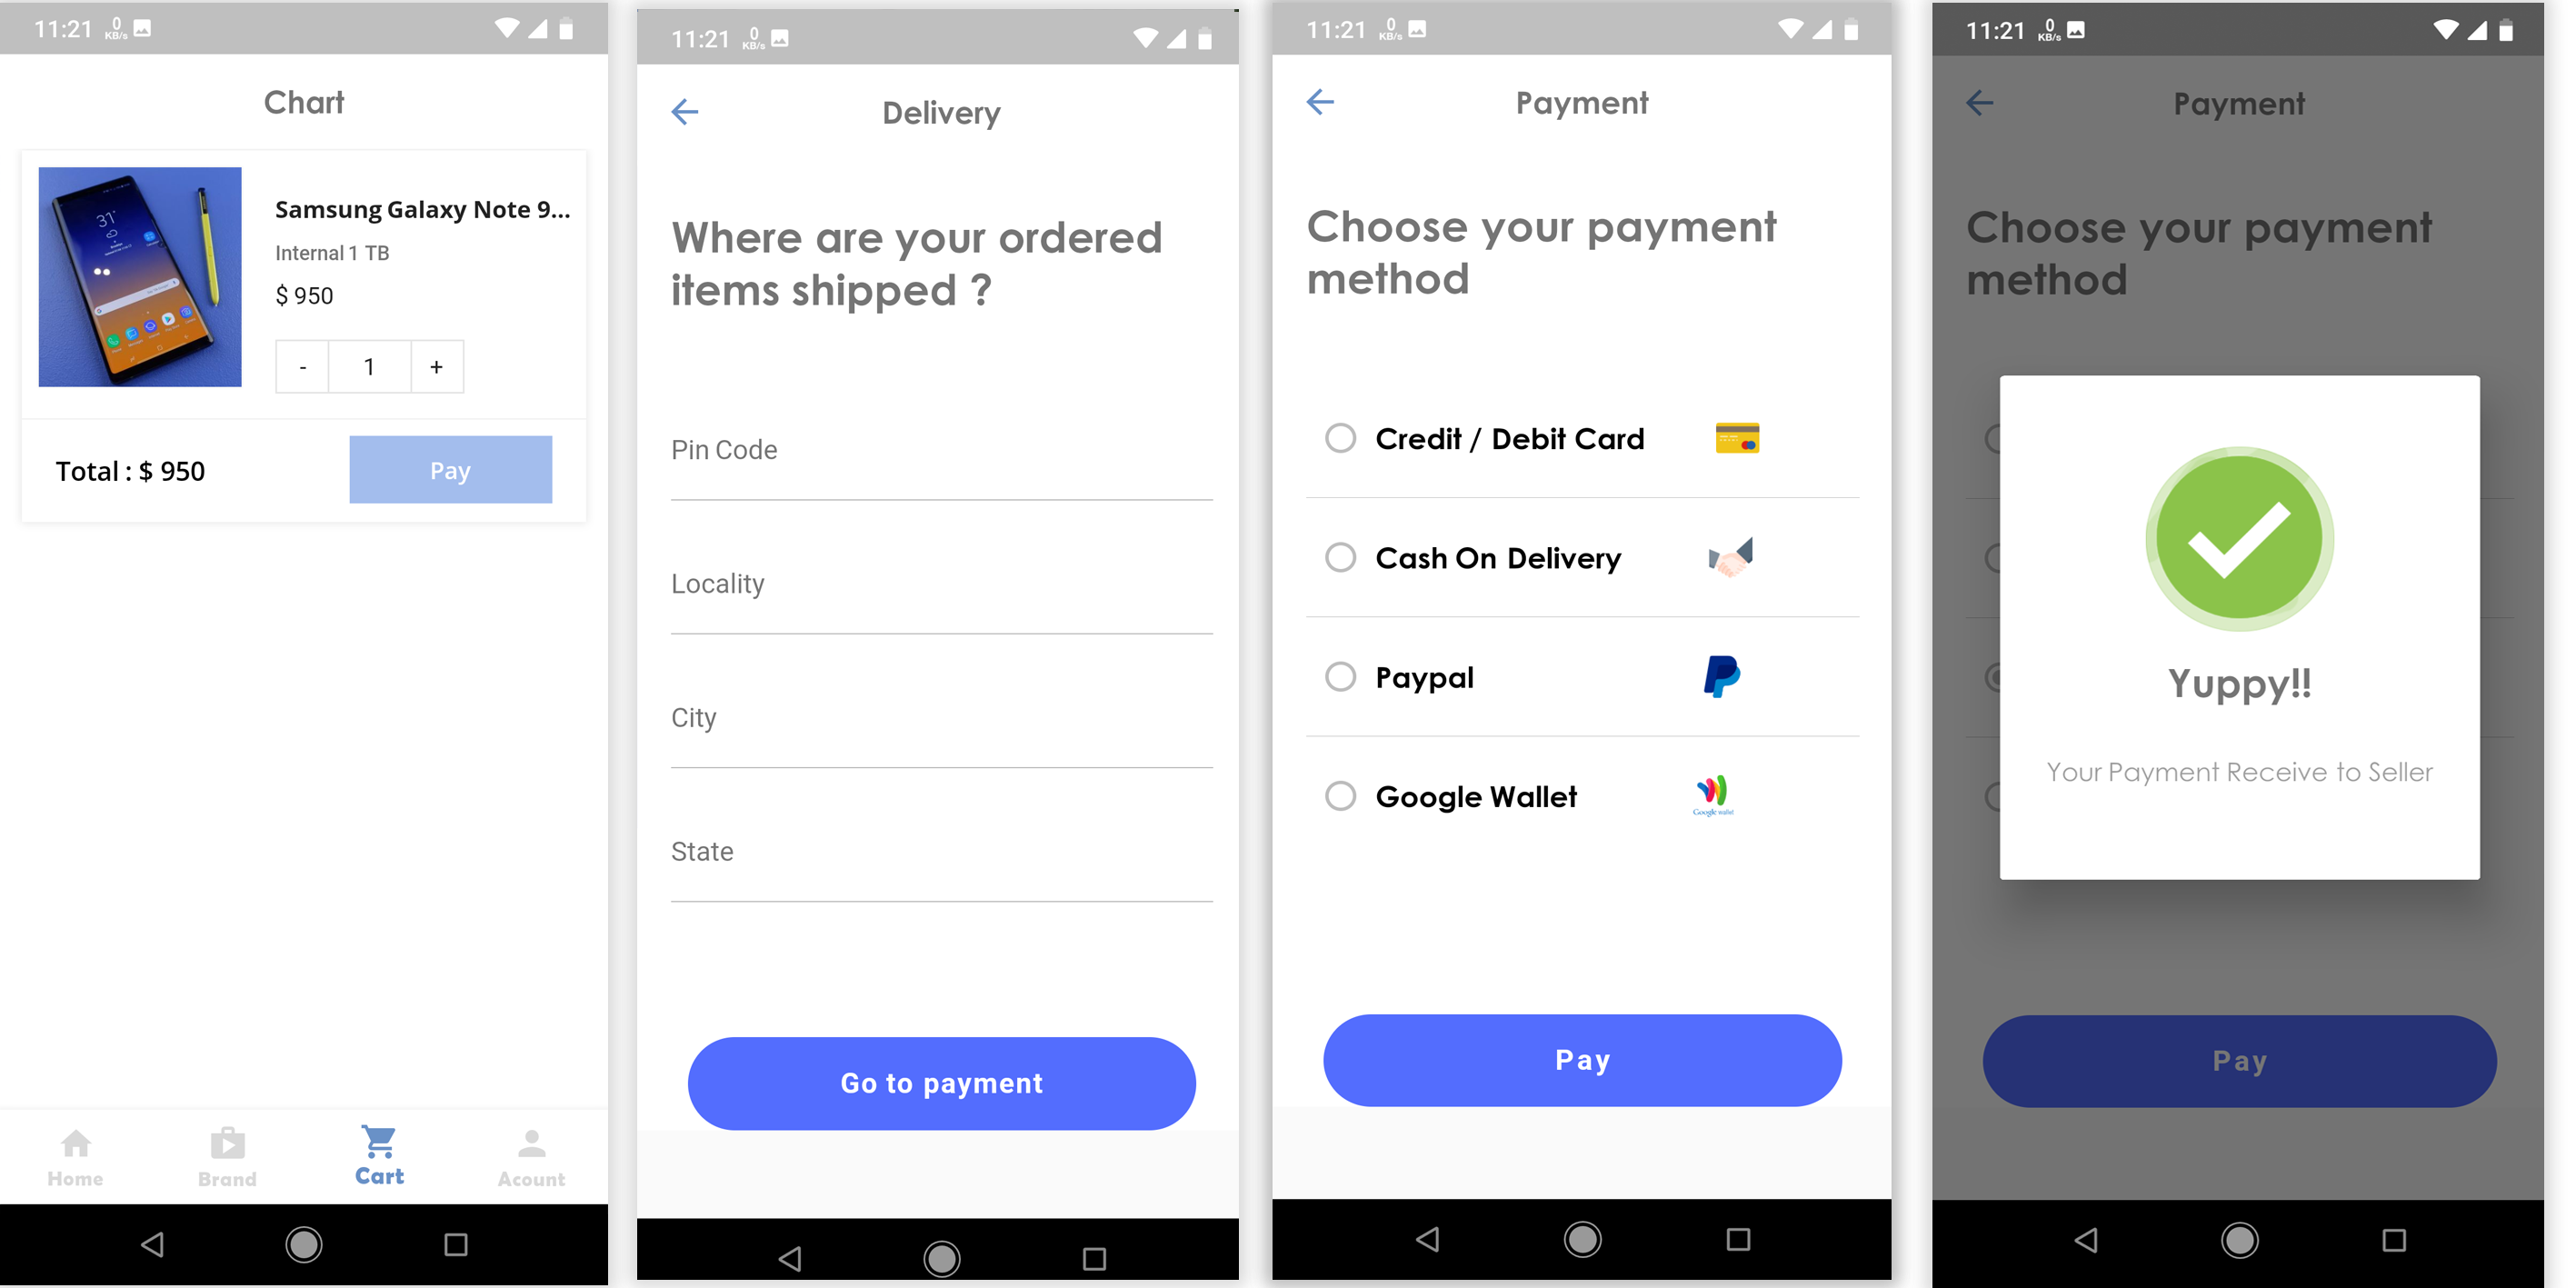 11:21 0 KB/s
Chart
Samsung Galaxy Note 9...
Internal 1 TB
$ 950
- 1 +
Total : $ 950 Pay
Home Brand Cart Acount
11:21 0 KB/s
Delivery
Where are your ordered
items shipped ?
Pin Code
Locality
City
State
Go to payment
11:21 0 KB/s
Payment
Choose your payment
method
Credit / Debit Card
Cash On Delivery
Paypal
Google Wallet
Google wallet
Pay
11:21 0 KB/s
Payment
Choose your payment
method
Yuppy!!
Your Payment Receive to Seller
Pay